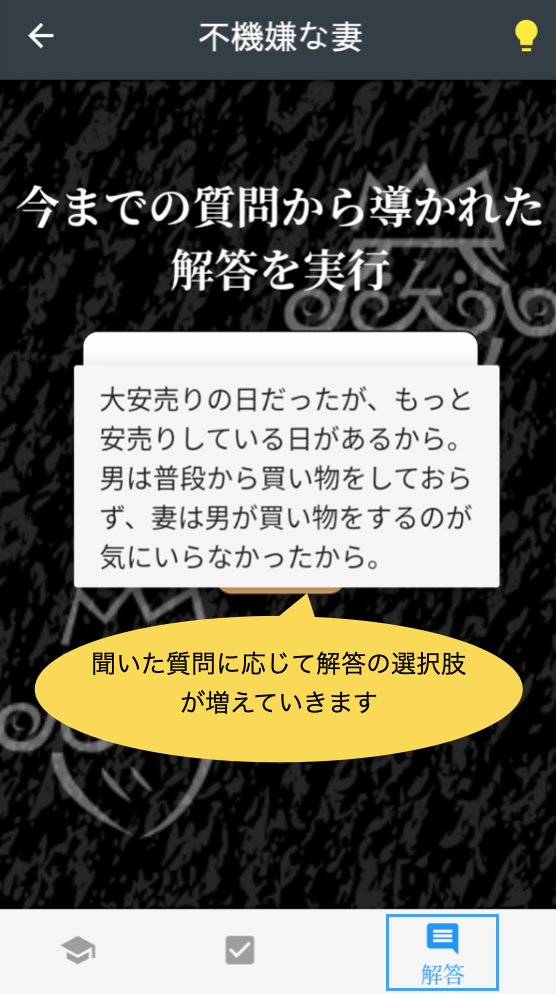 不機嫌な妻
今までの質問から導かれた
解答を実行
大安売りの日だったが、もっと
安売りしている日があるから。
男は普段から買い物をしておら
ず、妻は男が買い物をするのが
気にいらなかったから。
聞いた質問に応じて解答の選択肢
が増えていきます
解答